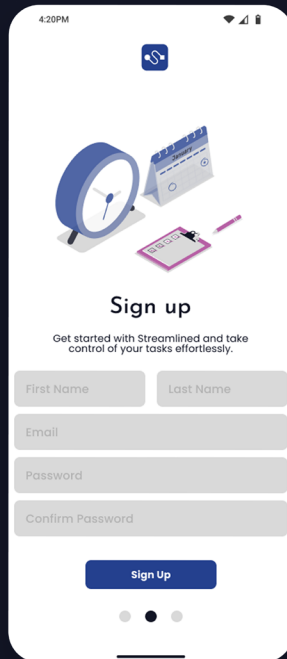 4:20PM
January
Sign up
Get started with Streamlined and take
control of your tasks effortlessly.
First Name
Last Name
Email
Password
Confirm Password
Sign Up